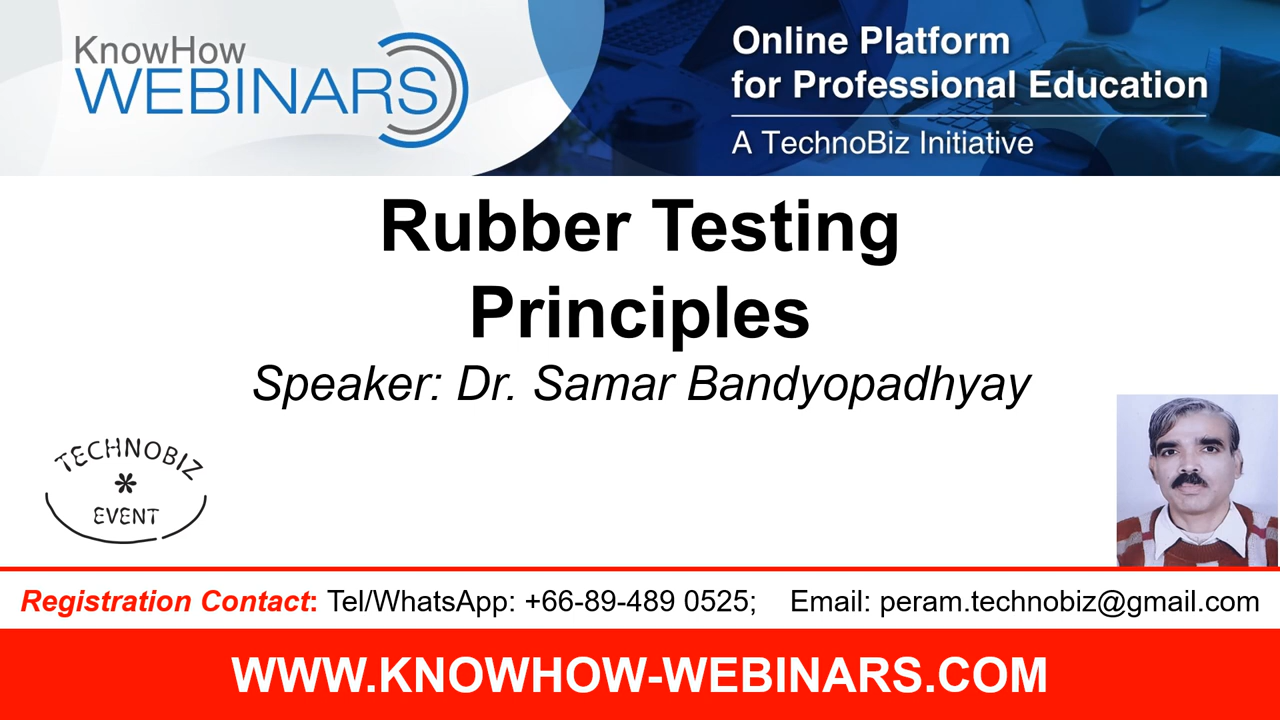 KnowHow
WEBINARS
Online Platform
for Professional Education
A TechnoBiz Initiative
Rubber Testing
Principles
Speaker: Dr. Samar Bandyopadhyay
TECHNOBIZ
EVENT
Registration Contact: Tel/WhatsApp: +66-89-489 0525; Email: peram.technobiz@gmail.com
WWW.KNOWHOW-WEBINARS.COM